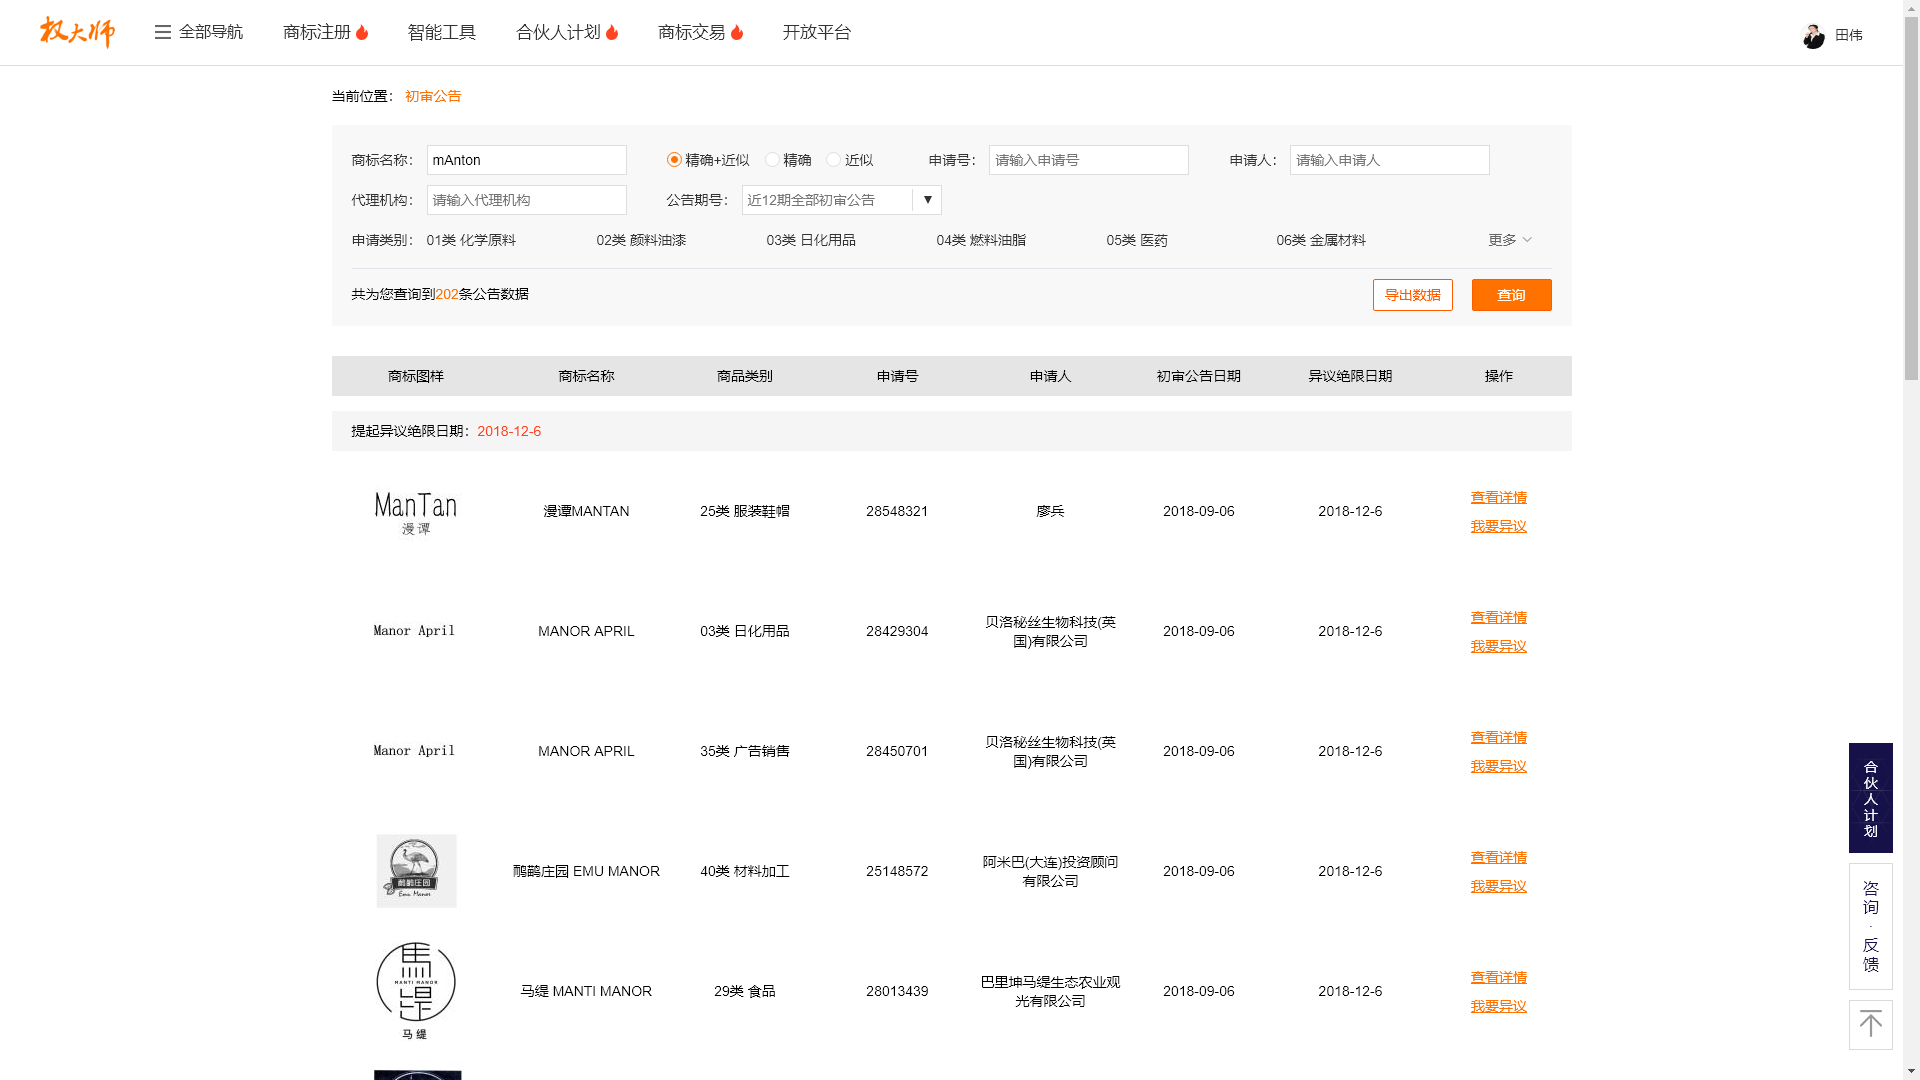 权大师 全部导航 商标注册 智能工具 合伙人计划 商标交易 开放平台 田伟
当前位置： 初审公告
商标名称： mAnton 精确+近似 精确 近似 申请号： 请输入申请号 申请人： 请输入申请人
代理机构： 请输入代理机构 公告期号： 近12期全部初审公告 ▼
申请类别： 01类 化学原料 02类 颜料油漆 03类 日化用品 04类 燃料油脂 05类 医药 06类 金属材料 更多
共为您查询到202条公告数据 导出数据 查询
商标图样 商标名称 商品类别 申请号 申请人 初审公告日期 异议绝限日期 操作
提起异议绝限日期：2018-12-6
ManTan
漫谭
漫谭MANTAN 25类 服装鞋帽 28548321 廖兵 2018-09-06 2018-12-6 查看详情
我要异议
Manor April MANOR APRIL 03类 日化用品 28429304 贝洛秘丝生物科技(英
国)有限公司 2018-09-06 2018-12-6 查看详情
我要异议
Manor April MANOR APRIL 35类 广告销售 28450701 贝洛秘丝生物科技(英
国)有限公司 2018-09-06 2018-12-6 查看详情
我要异议
鸸鹋庄园
Emu Manor
鸸鹋庄园 EMU MANOR 40类 材料加工 25148572 阿米巴(大连)投资顾问
有限公司 2018-09-06 2018-12-6 查看详情
我要异议
馬
MANTI MANOR
缇
马 缇
马缇 MANTI MANOR 29类 食品 28013439 巴里坤马缇生态农业观
光有限公司 2018-09-06 2018-12-6 查看详情
我要异议
合伙人计划
咨询·反馈